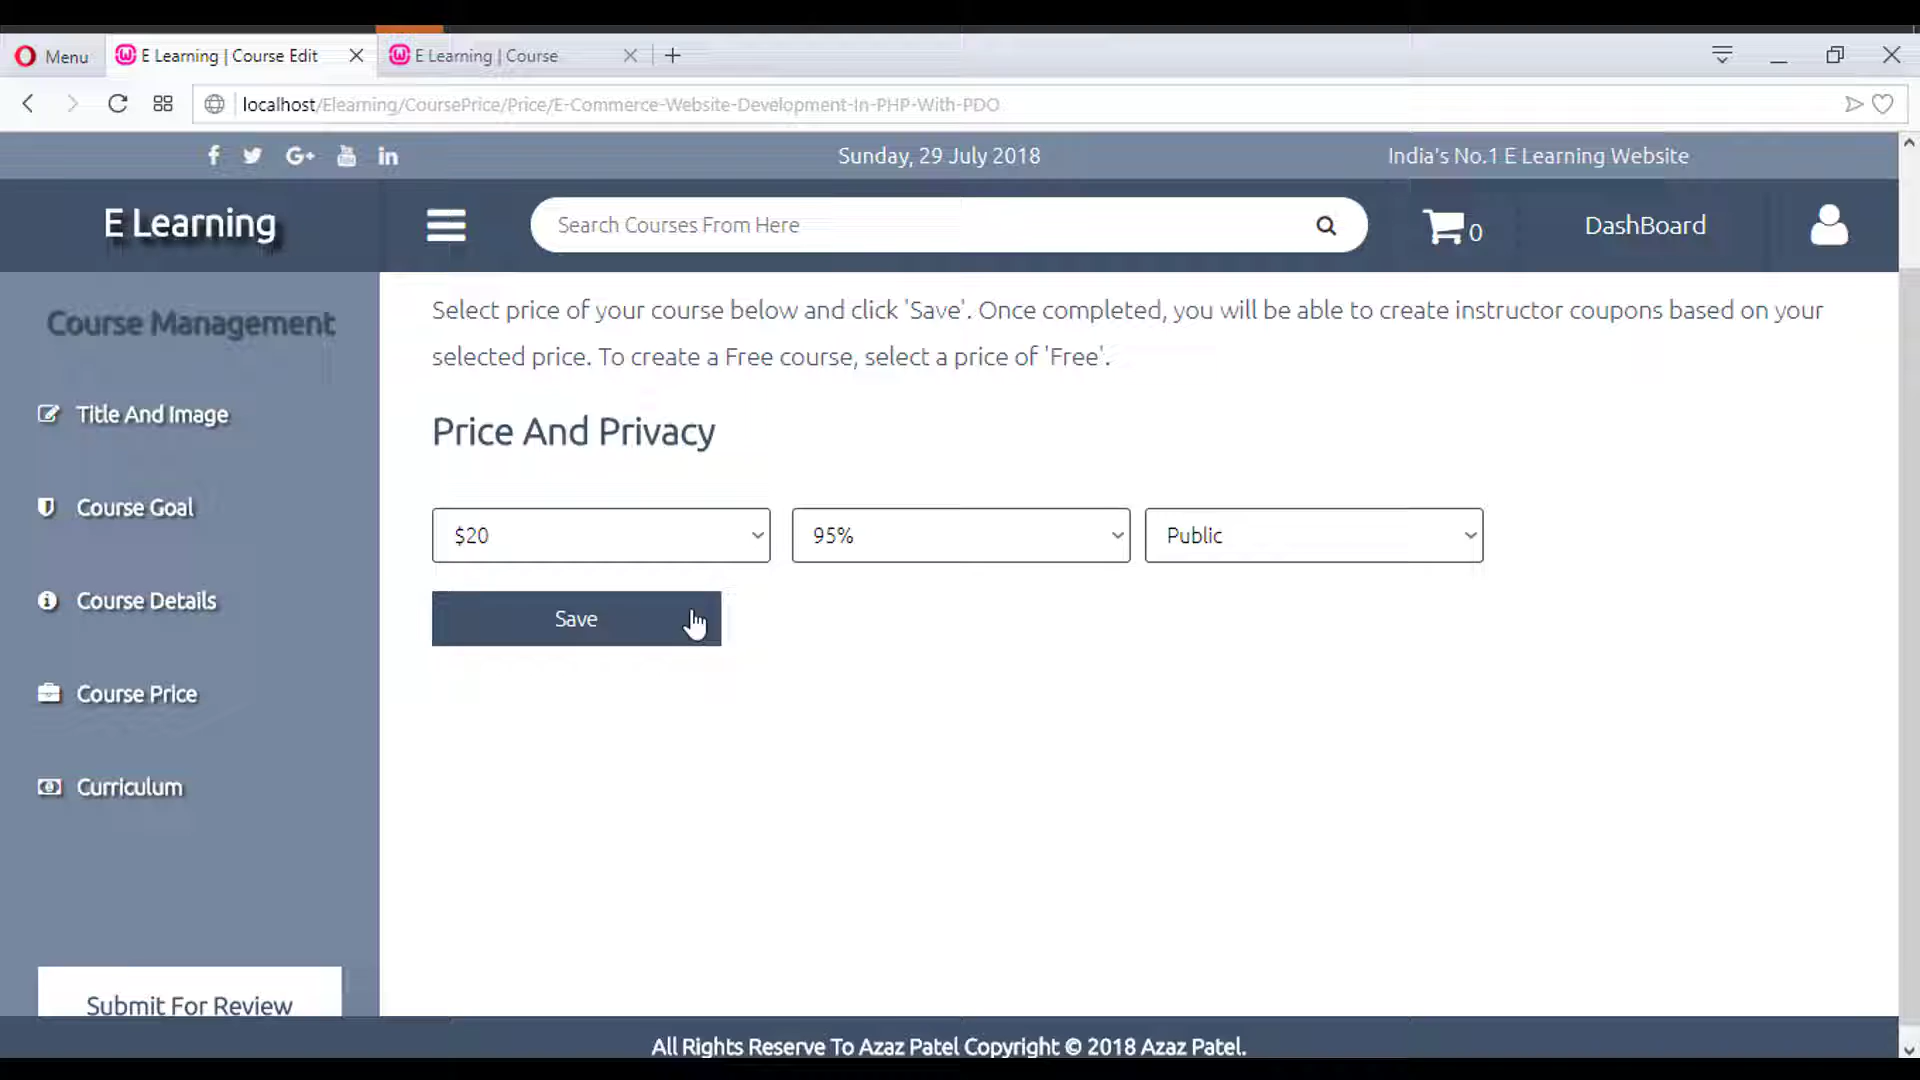 Menu
E Learning | Course Edit
E Learning | Course
localhost/Elearning/CoursePrice/Price/E-Commerce-Website-Development-In-PHP-With-PDO
Sunday, 29 July 2018
India's No.1 E Learning Website
E Learning
Search Courses From Here
0
DashBoard
Course Management
Title And Image
Course Goal
Course Details
Course Price
Curriculum
Submit For Review
Select price of your course below and click 'Save'. Once completed, you will be able to create instructor coupons based on your
selected price. To create a Free course, select a price of 'Free'.
Price And Privacy
$20
95%
Public
Save
All Rights Reserve To Azaz Patel Copyright © 2018 Azaz Patel.